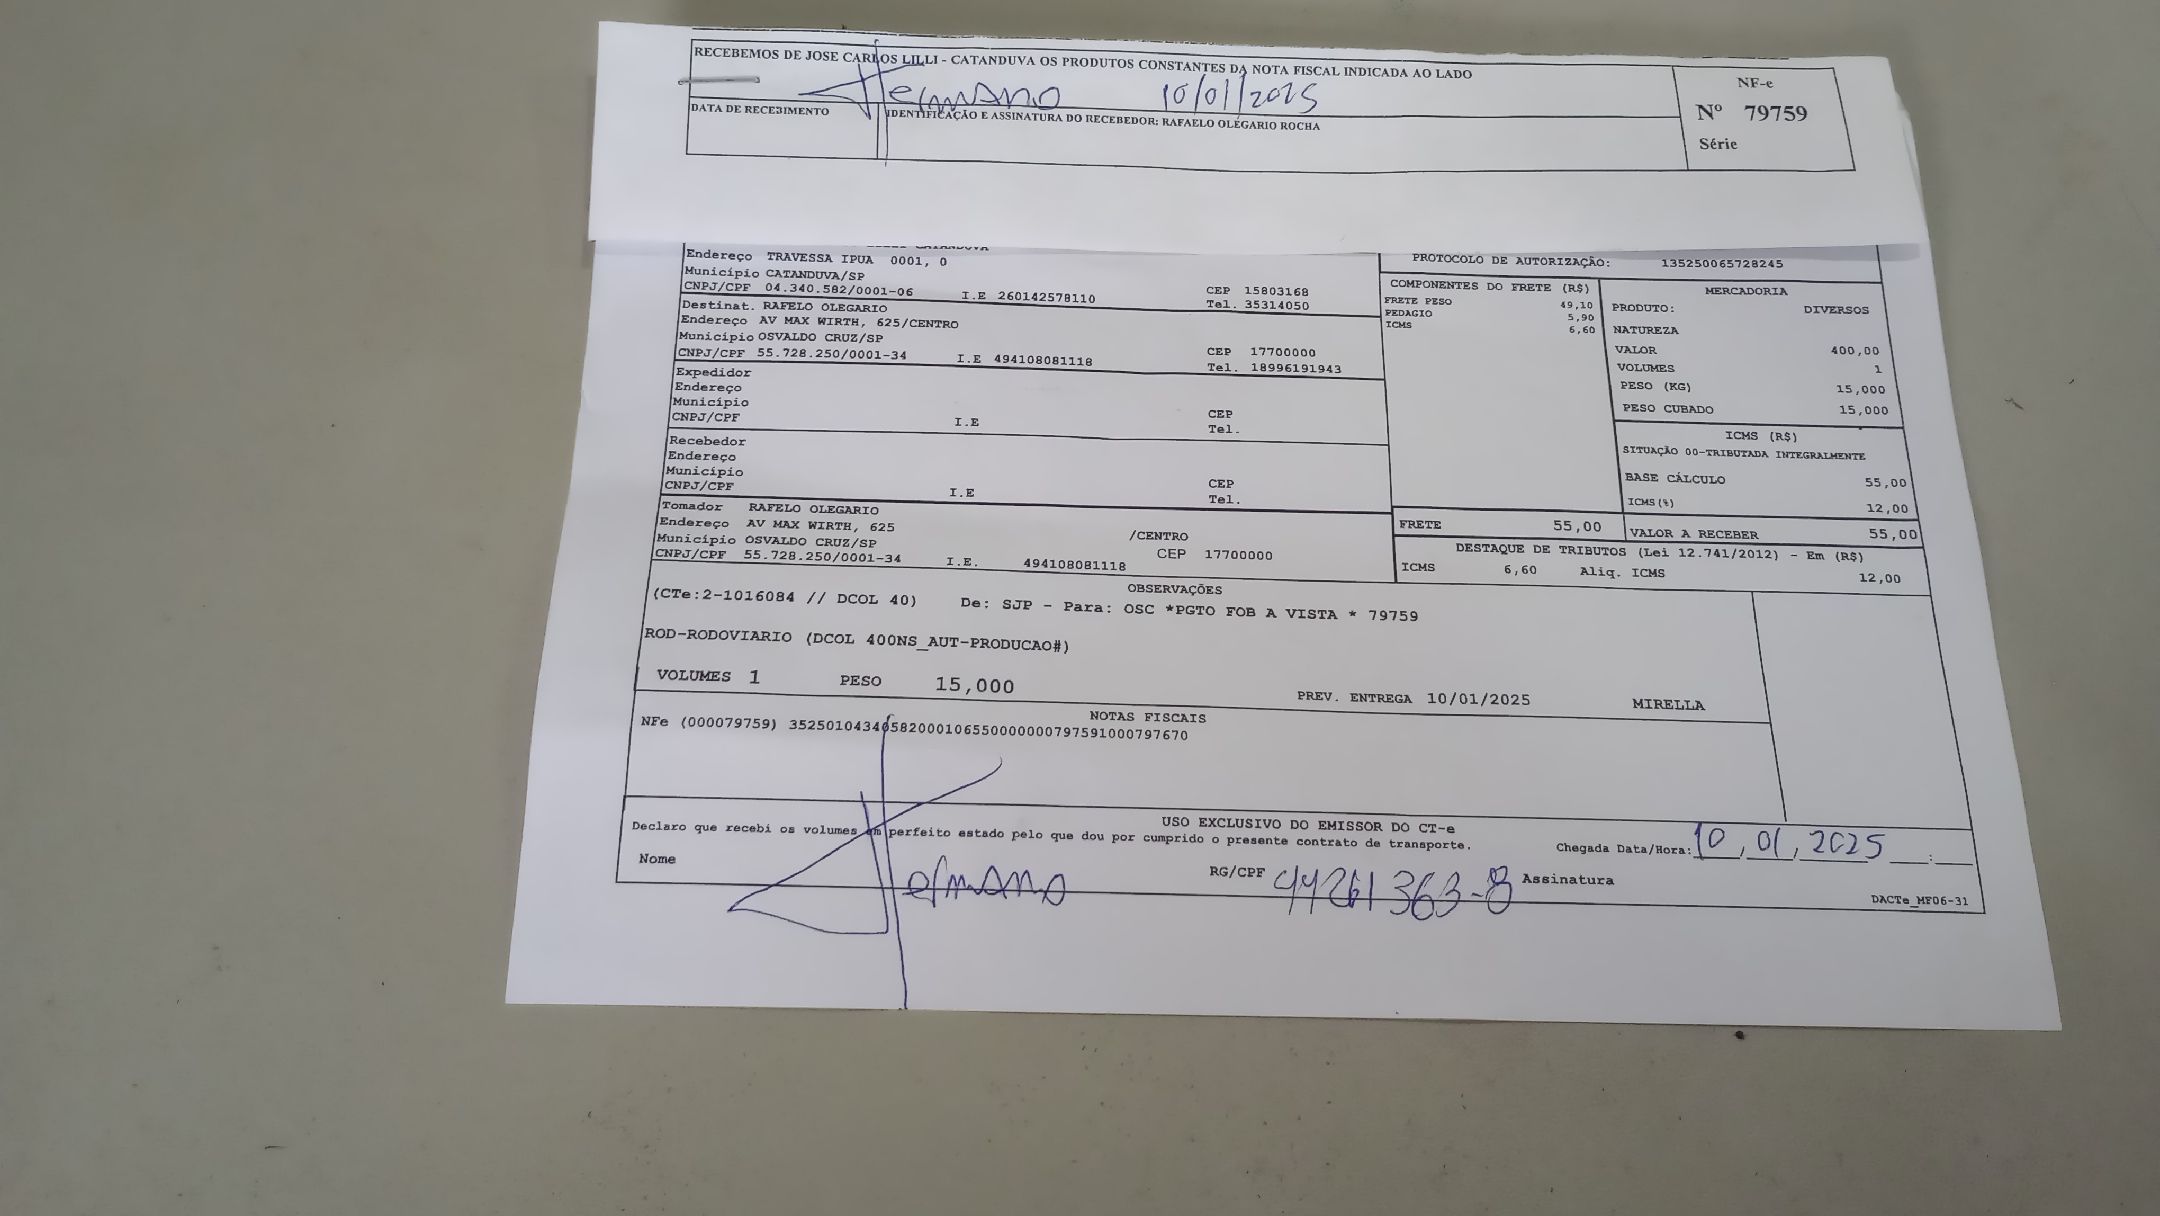 RECEBEMOS DE JOSE CARLOS LILLI - CATANDUVA OS PRODUTOS CONSTANTES DA NOTA FISCAL INDICADA AO LADO
Hermano 10/01/2025
DATA DE RECEBIMENTO
IDENTIFICAÇÃO E ASSINATURA DO RECEBEDOR: RAFAELO OLEGARIO ROCHA
NF-e
Nº 79759
Série
Endereço TRAVESSA IPUA 0001, 0
Município CATANDUVA/SP
CNPJ/CPF 04.340.582/0001-06 I.E 260142578110
CEP 15803168
Tel. 35314050
Destinat. RAFELO OLEGARIO
Endereço AV MAX WIRTH, 625/CENTRO
Município OSVALDO CRUZ/SP
CNPJ/CPF 55.728.250/0001-34 I.E 494108081118
CEP 17700000
Tel. 18996191943
Expedidor
Endereço
Município
CNPJ/CPF I.E
CEP
Tel.
Recebedor
Endereço
Município
CNPJ/CPF I.E
CEP
Tel.
Tomador RAFELO OLEGARIO
Endereço AV MAX WIRTH, 625 /CENTRO
Município OSVALDO CRUZ/SP CEP 17700000
CNPJ/CPF 55.728.250/0001-34 I.E. 494108081118
PROTOCOLO DE AUTORIZAÇÃO: 135250065728245
COMPONENTES DO FRETE (R$)
FRETE PESO 49,10
PEDAGIO 5,90
ICMS 6,60
MERCADORIA
PRODUTO: DIVERSOS
NATUREZA
VALOR 400,00
VOLUMES 1
PESO (KG) 15,000
PESO CUBADO 15,000
ICMS (R$)
SITUAÇÃO 00-TRIBUTADA INTEGRALMENTE
BASE CÁLCULO 55,00
ICMS(%) 12,00
FRETE 55,00
VALOR A RECEBER 55,00
DESTAQUE DE TRIBUTOS (Lei 12.741/2012) - Em (R$)
ICMS 6,60 Aliq. ICMS 12,00
OBSERVAÇÕES
(CTe:2-1016084 // DCOL 40) De: SJP - Para: OSC *PGTO FOB A VISTA * 79759
ROD-RODOVIARIO (DCOL 400NS_AUT-PRODUCAO#)
VOLUMES 1 PESO 15,000 PREV. ENTREGA 10/01/2025 MIRELLA
NOTAS FISCAIS
NFe (000079759) 35250104340582000106550000000797591000797670
USO EXCLUSIVO DO EMISSOR DO CT-e
Declaro que recebi os volumes em perfeito estado pelo que dou por cumprido o presente contrato de transporte.
Chegada Data/Hora: 10, 01, 2025 __:__
Nome Hermano RG/CPF 44261363-8 Assinatura
DACTe_MF06-31